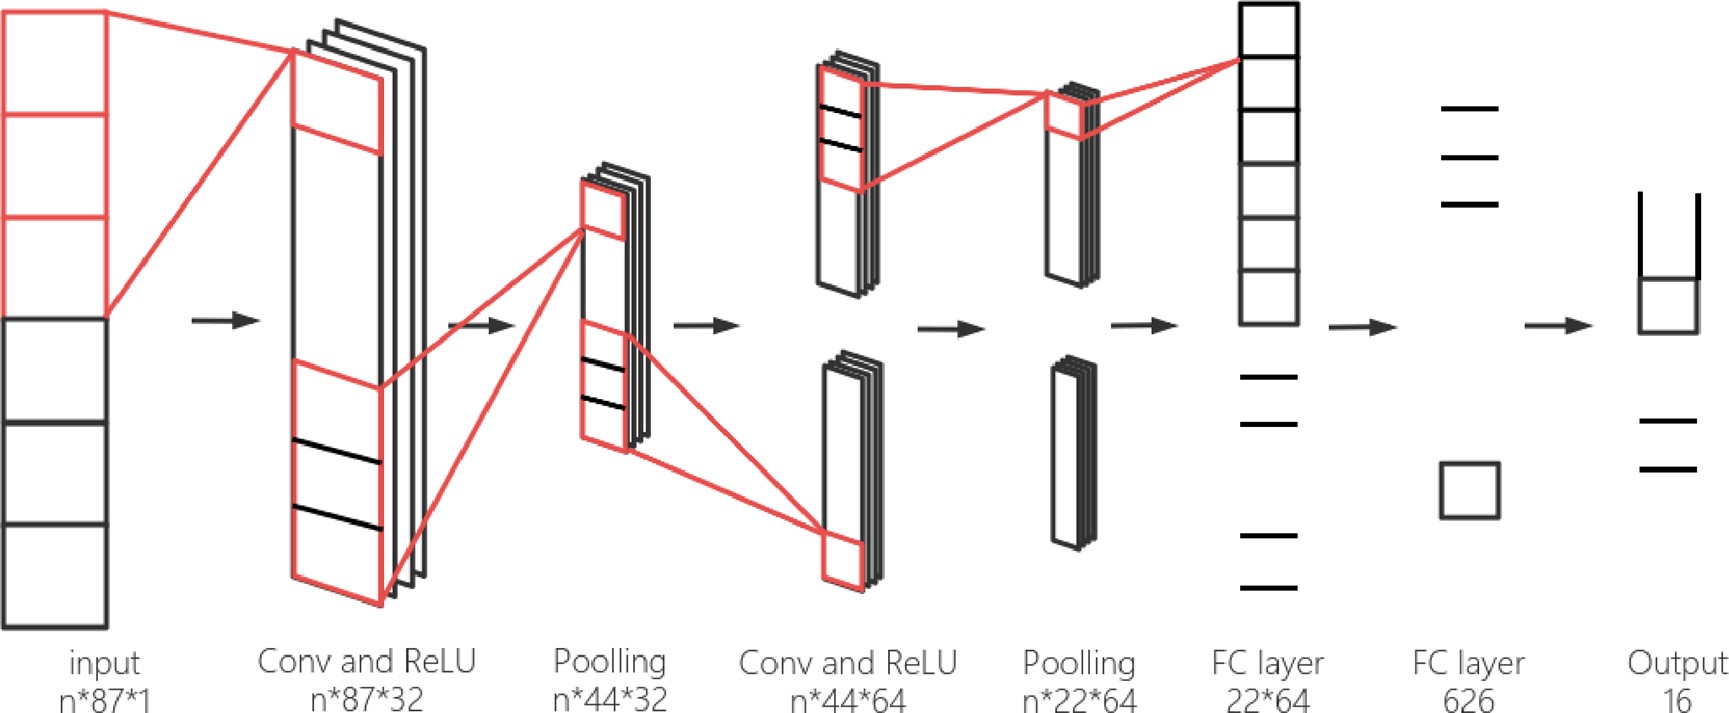 input
n*87*1
Conv and ReLU
n*87*32
Poolling
n*44*32
Conv and ReLU
n*44*64
Poolling
n*22*64
FC layer
22*64
FC layer
626
Output
16